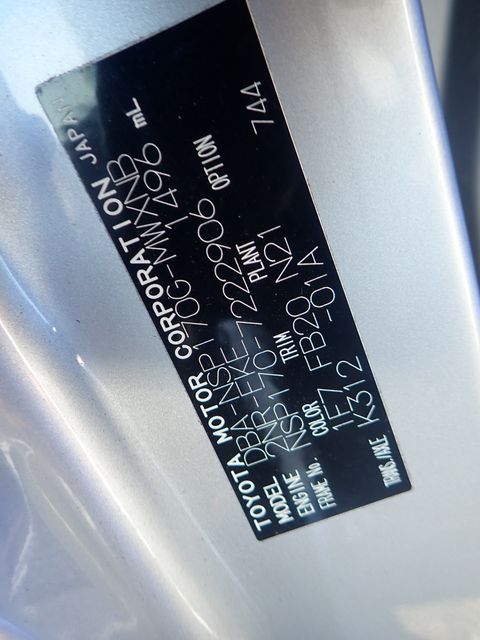 TOYOTA MOTOR CORPORATION JAPAN
MODEL DBA-NSP170G-MWXNB
ENGINE 2NR-FKE 1496 mL
FRAME No. NSP170-7222906
COLOR TRIM PLANT OPTION
1F7 FB20 N21 744
-01A
TRANS./AXLE K312